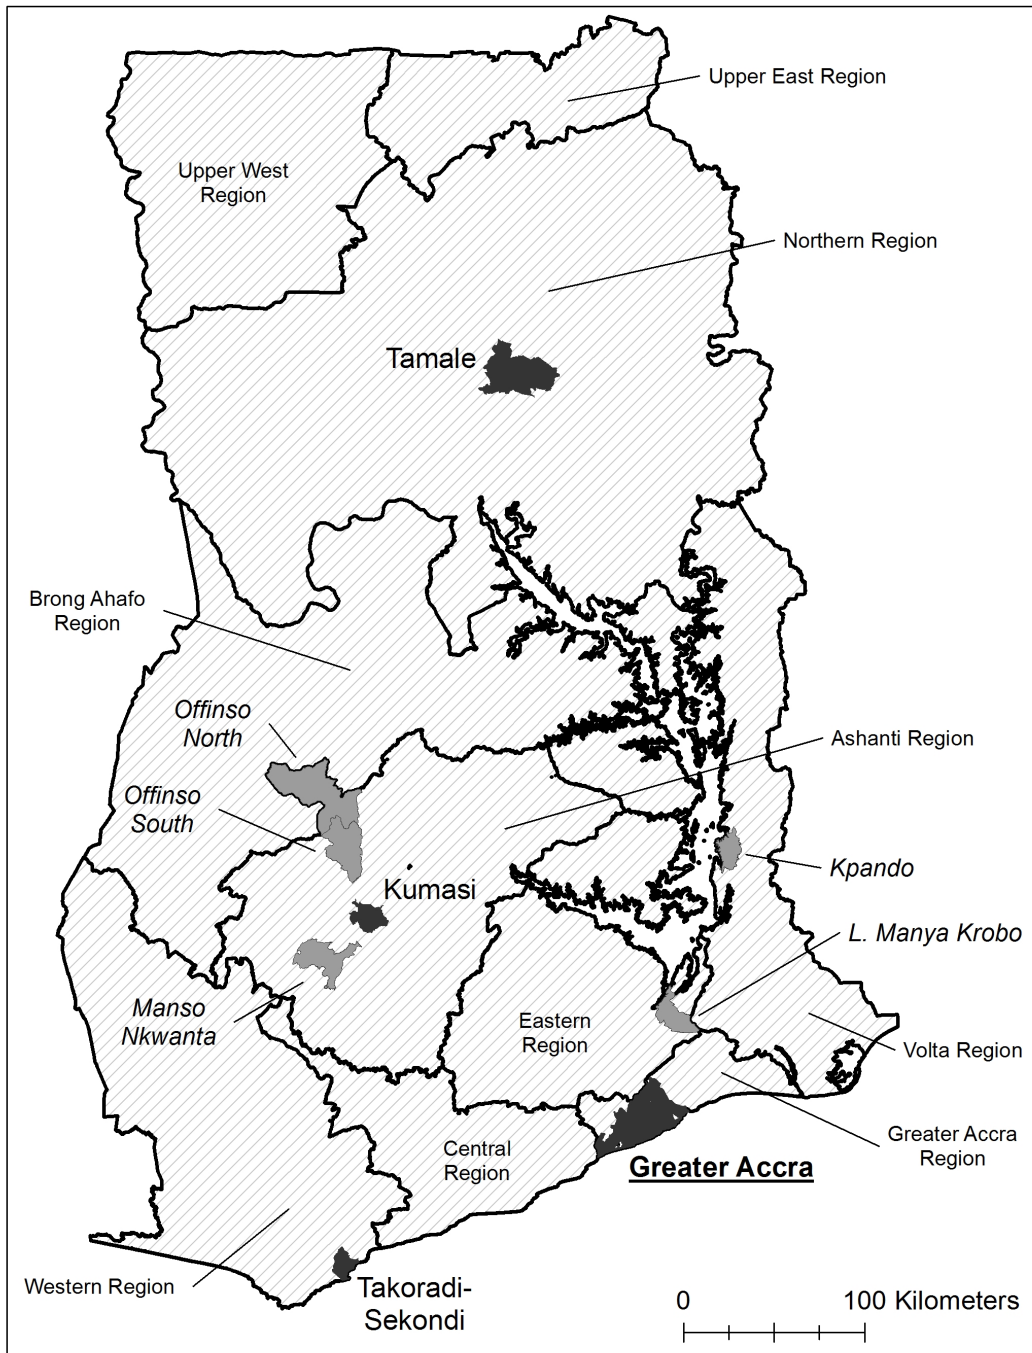 Upper East Region
Upper West
Region
Northern Region
Tamale
Brong Ahafo
Region
Offinso
North
Ashanti Region
Offinso
South
Kpando
Kumasi
L. Manya Krobo
Manso
Nkwanta
Eastern
Region
Volta Region
Greater Accra
Region
Central
Region
Greater Accra
Western Region
Takoradi-
Sekondi
0
100 Kilometers